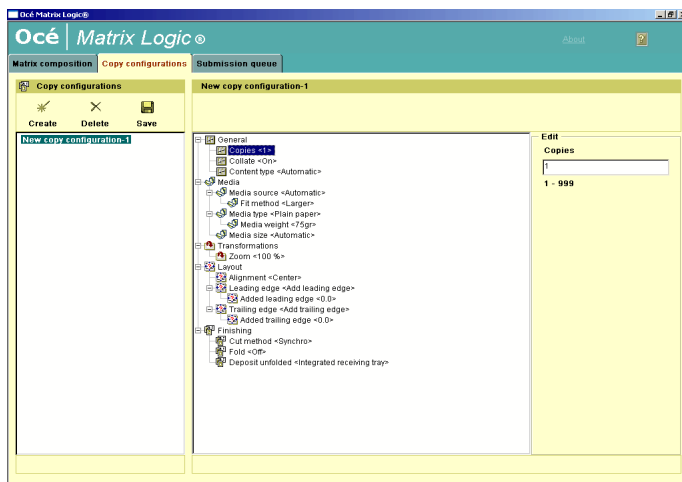 Océ Matrix Logic®
Océ | Matrix Logic ®
About
?
Matrix composition Copy configurations Submission queue
Copy configurations
New copy configuration-1
Create Delete Save
New copy configuration-1
General
Copies <1>
Collate <On>
Content type <Automatic>
Media
Media source <Automatic>
Fit method <Larger>
Media type <Plain paper>
Media weight <75gr>
Media size <Automatic>
Transformations
Zoom <100 %>
Layout
Alignment <Center>
Leading edge <Add leading edge>
Added leading edge <0.0>
Trailing edge <Add trailing edge>
Added trailing edge <0.0>
Finishing
Cut method <Synchro>
Fold <Off>
Deposit unfolded <Integrated receiving tray>
Edit
Copies
1
1 - 999